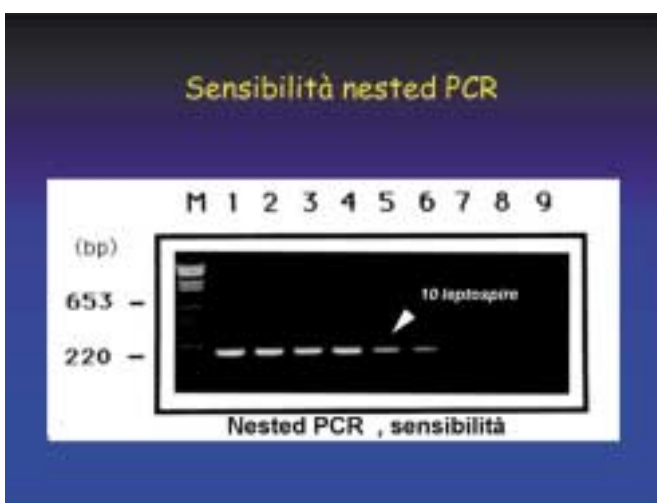 Sensibilità nested PCR
M 1 2 3 4 5 6 7 8 9
(bp)
10 leptospire
653 -
220 -
Nested PCR , sensibilità